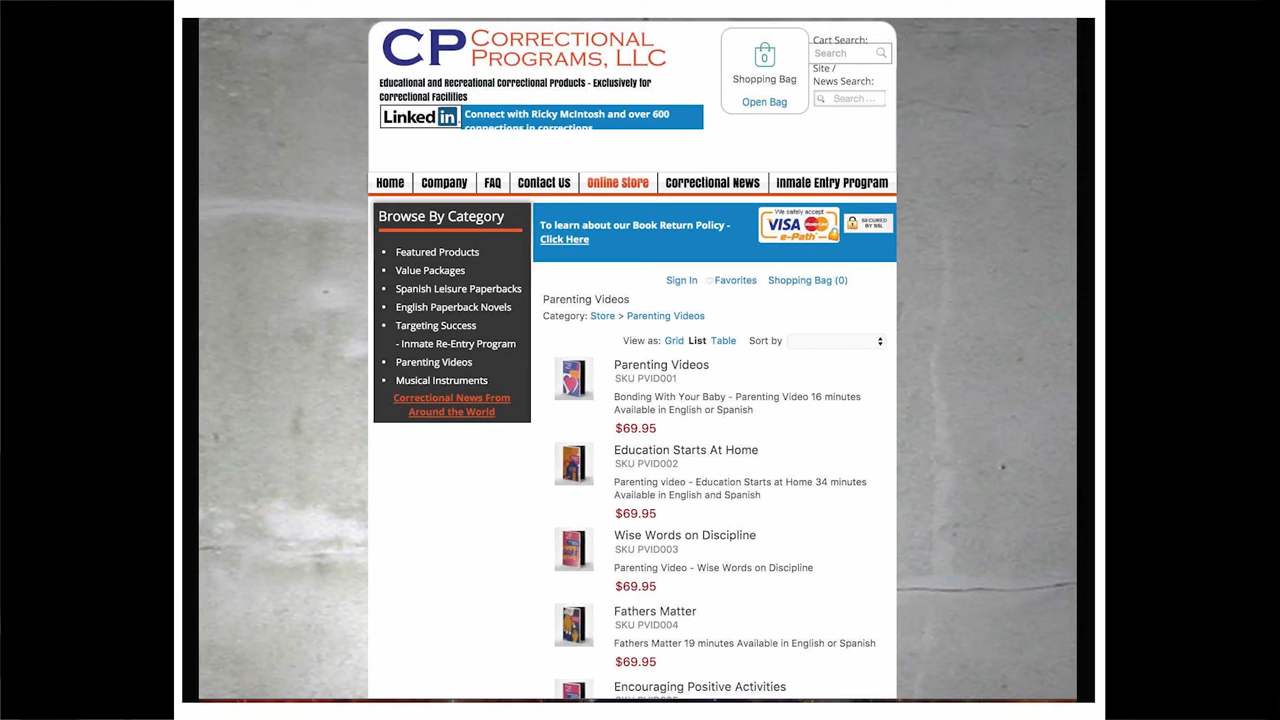 CP CORRECTIONAL
PROGRAMS, LLC
Educational and Recreational Correctional Products - Exclusively for
Correctional Facilities
Linked in
Connect with Ricky McIntosh and over 600
connections in corrections
0
Shopping Bag
Open Bag
Cart Search:
Search
Site /
News Search:
Search ...
Home Company FAQ Contact Us Online Store Correctional News Inmale Entry Program
Browse By Category
Featured Products
Value Packages
Spanish Leisure Paperbacks
English Paperback Novels
Targeting Success
- Inmate Re-Entry Program
Parenting Videos
Musical Instruments
Correctional News From
Around the World
To learn about our Book Return Policy -
Click Here
We safely accept
VISA MasterCard
e-Path
SECURED
BY SSL
Sign In Favorites Shopping Bag (0)
Parenting Videos
Category: Store > Parenting Videos
View as: Grid List Table Sort by
Parenting Videos
SKU PVID001
Bonding With Your Baby - Parenting Video 16 minutes
Available in English or Spanish
$69.95
Education Starts At Home
SKU PVID002
Parenting video - Education Starts at Home 34 minutes
Available in English and Spanish
$69.95
Wise Words on Discipline
SKU PVID003
Parenting Video - Wise Words on Discipline
$69.95
Fathers Matter
SKU PVID004
Fathers Matter 19 minutes Available in English or Spanish
$69.95
Encouraging Positive Activities
SKU PVID005